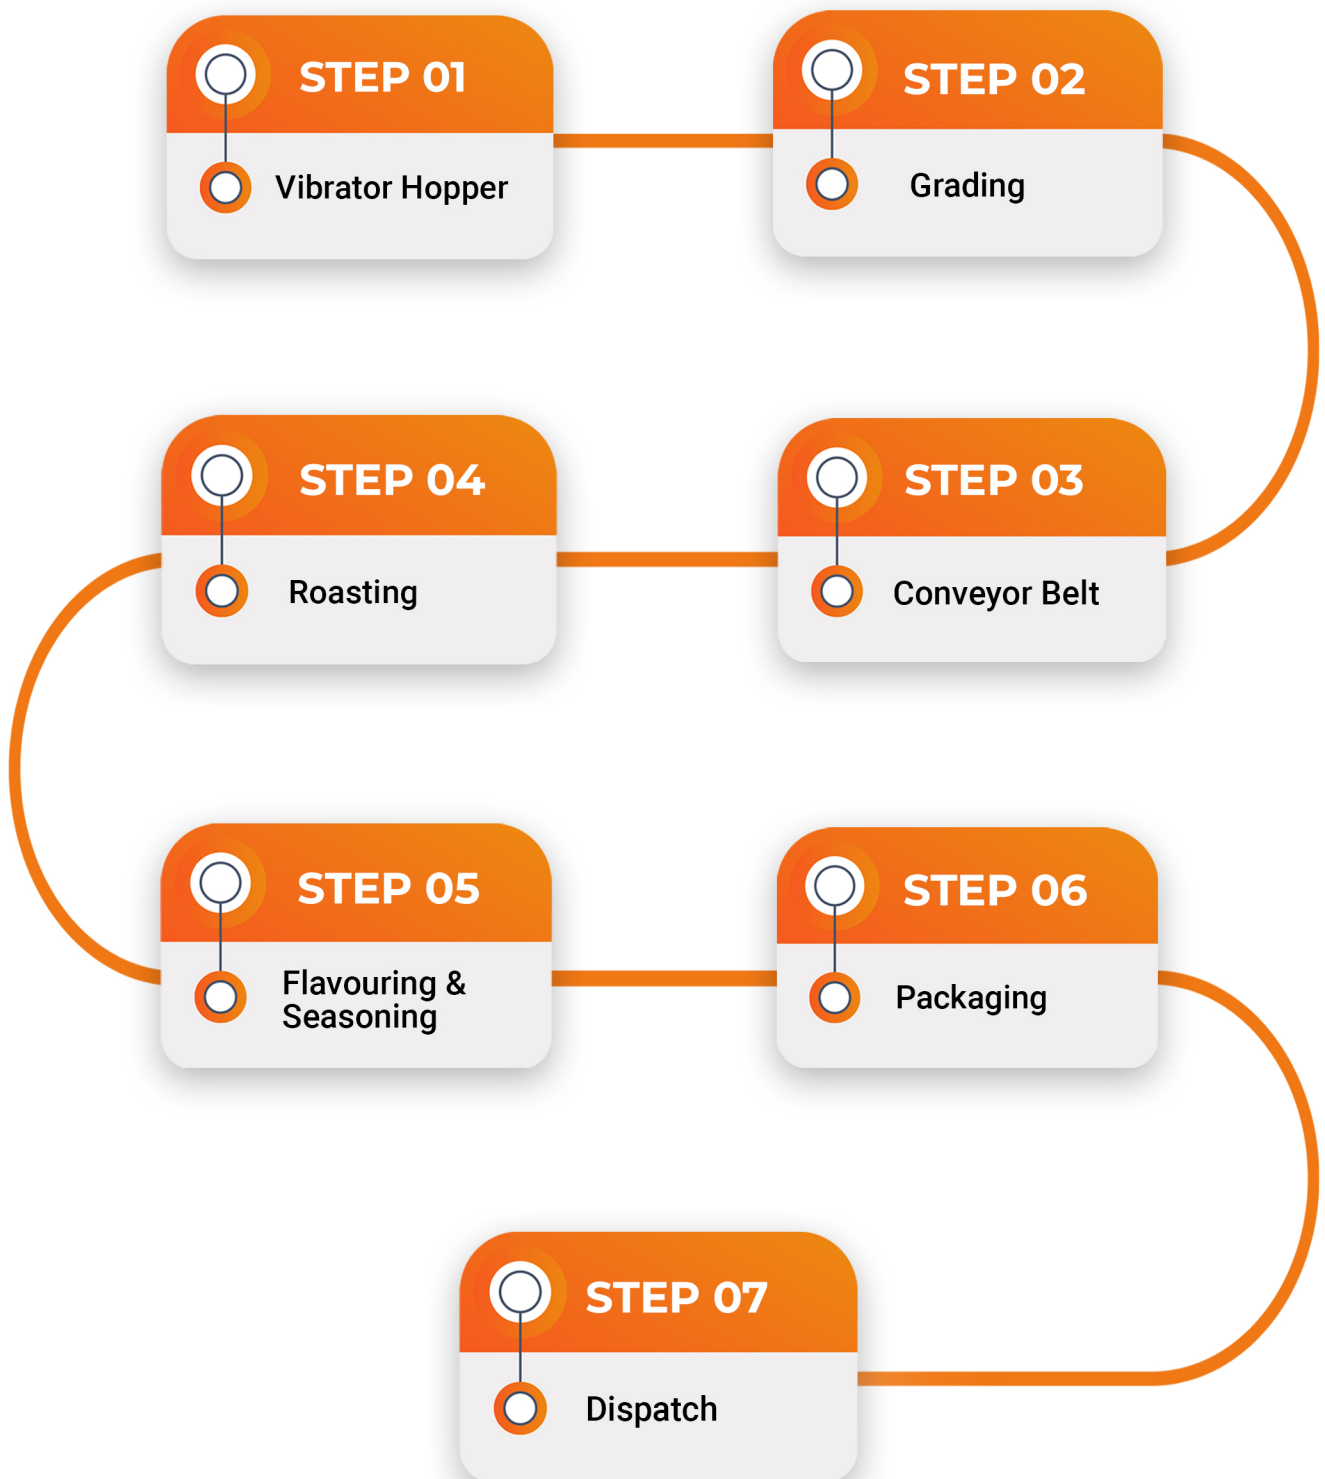 STEP 01
Vibrator Hopper
STEP 02
Grading
STEP 03
Conveyor Belt
STEP 04
Roasting
STEP 05
Flavouring &
Seasoning
STEP 06
Packaging
STEP 07
Dispatch